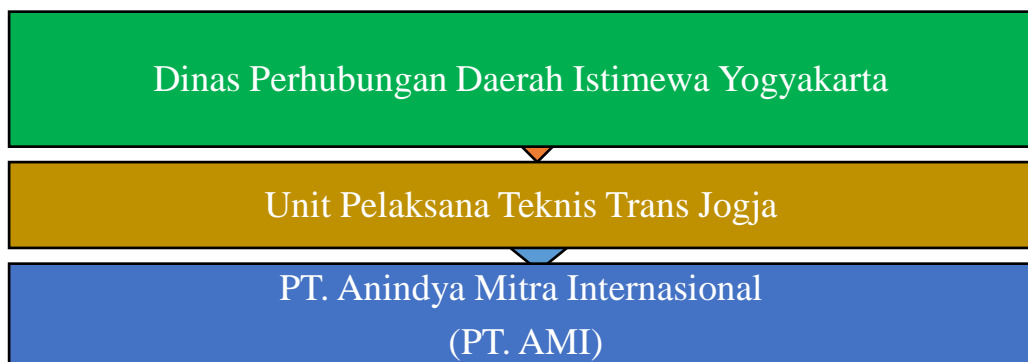 Dinas Perhubungan Daerah Istimewa Yogyakarta
Unit Pelaksana Teknis Trans Jogja
PT. Anindya Mitra Internasional
(PT. AMI)